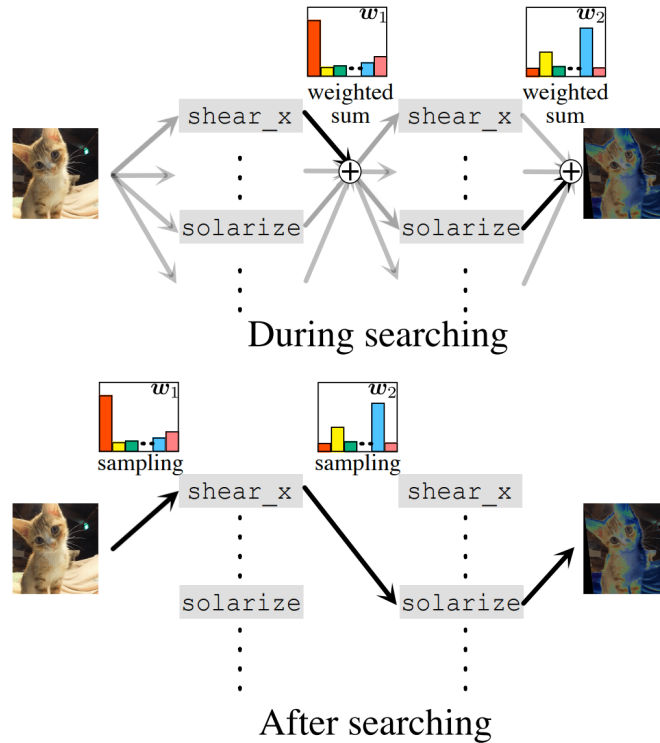 w1
w2
weighted
sum
weighted
sum
shear_x
shear_x
solarize
solarize
During searching
w1
w2
sampling
sampling
shear_x
shear_x
solarize
solarize
After searching